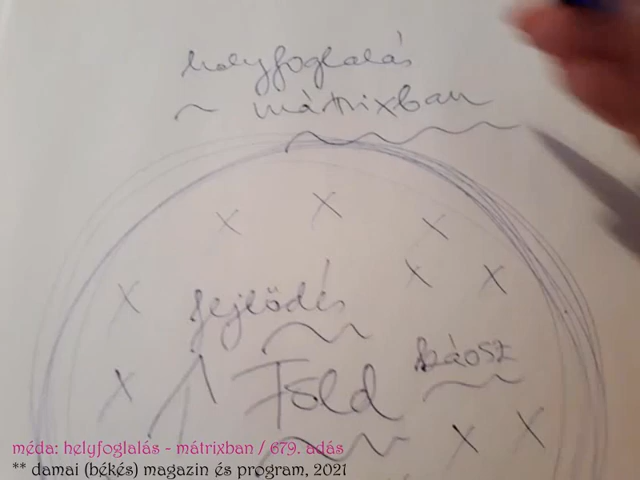 helyfoglalás
~ mátrixban
x x x
x x x
fejlődés
x Föld káosz
x x
méda: helyfoglalás - mátrixban / 679. adás
** damai (békés) magazin és program, 2021